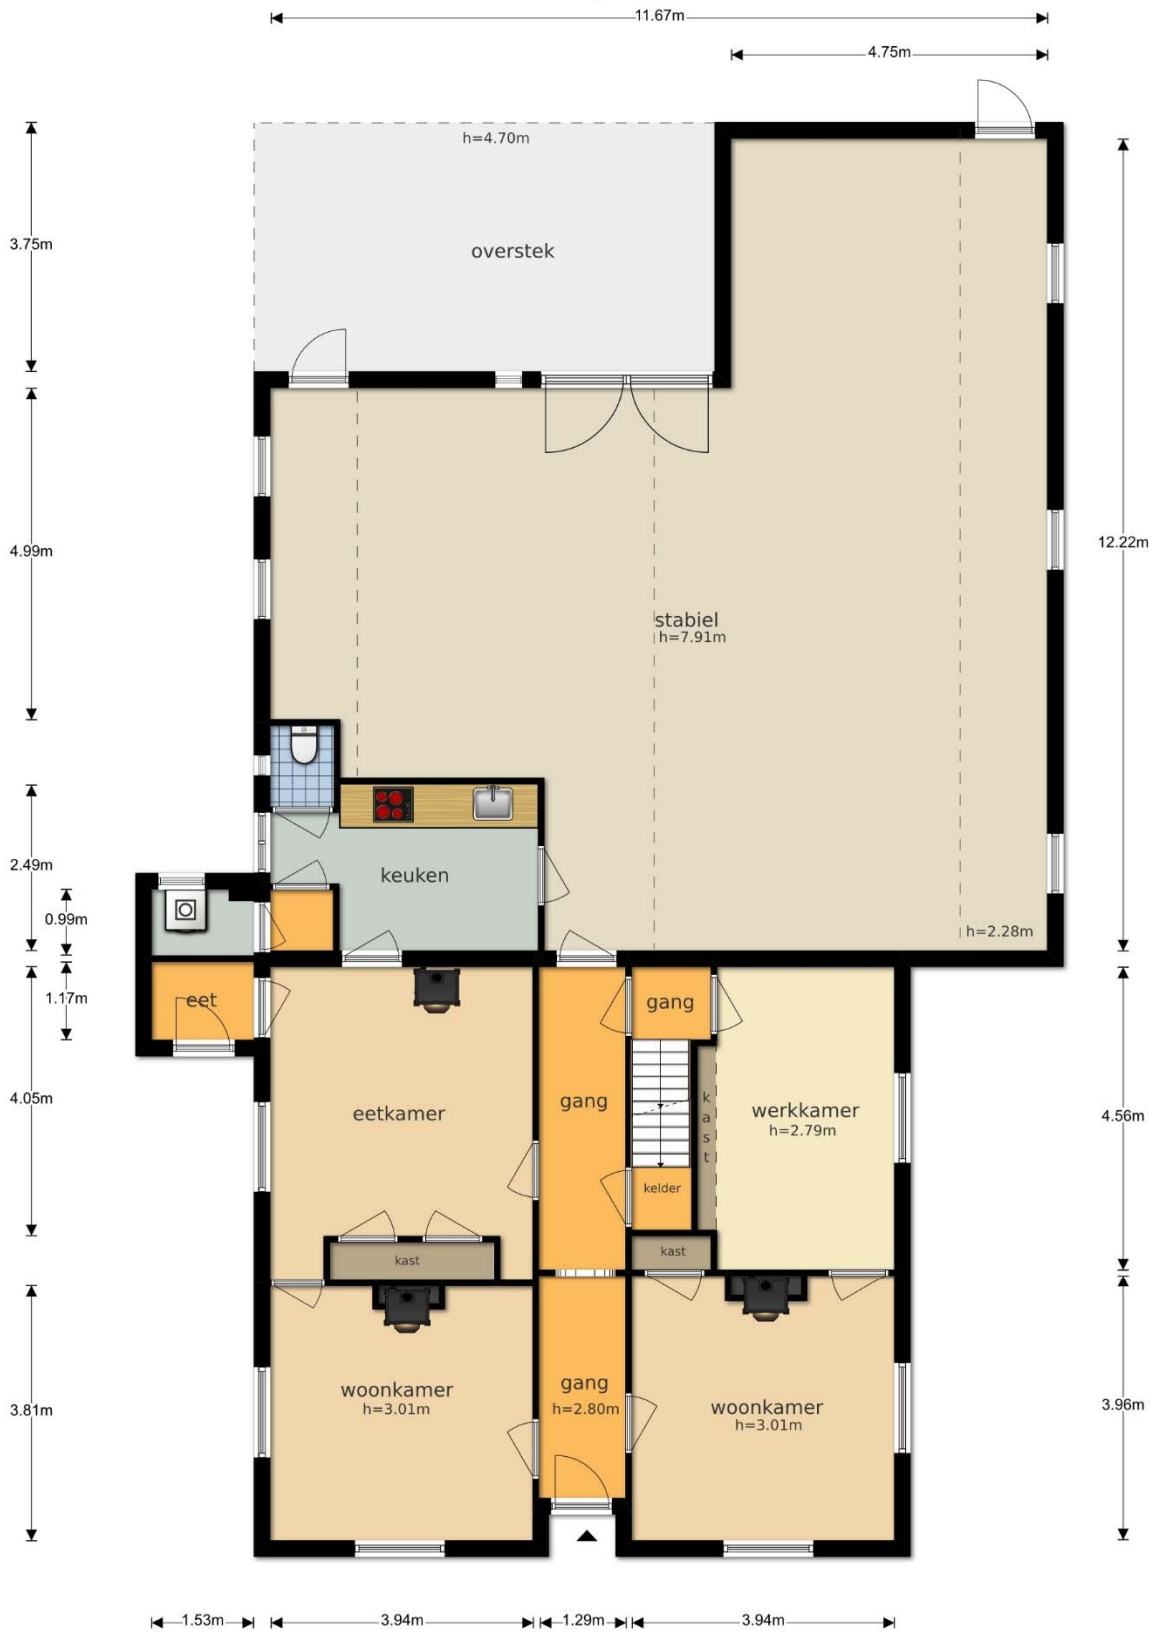 11.67m
4.75m
h=4.70m
3.75m
overstek
4.99m
12.22m
stabiel
h=7.91m
2.49m
keuken
0.99m
h=2.28m
1.17m
eet
gang
4.05m
eetkamer
gang
k
a
s
t
werkkamer
h=2.79m
4.56m
kelder
kast
kast
3.81m
woonkamer
h=3.01m
gang
h=2.80m
woonkamer
h=3.01m
3.96m
1.53m
3.94m
1.29m
3.94m